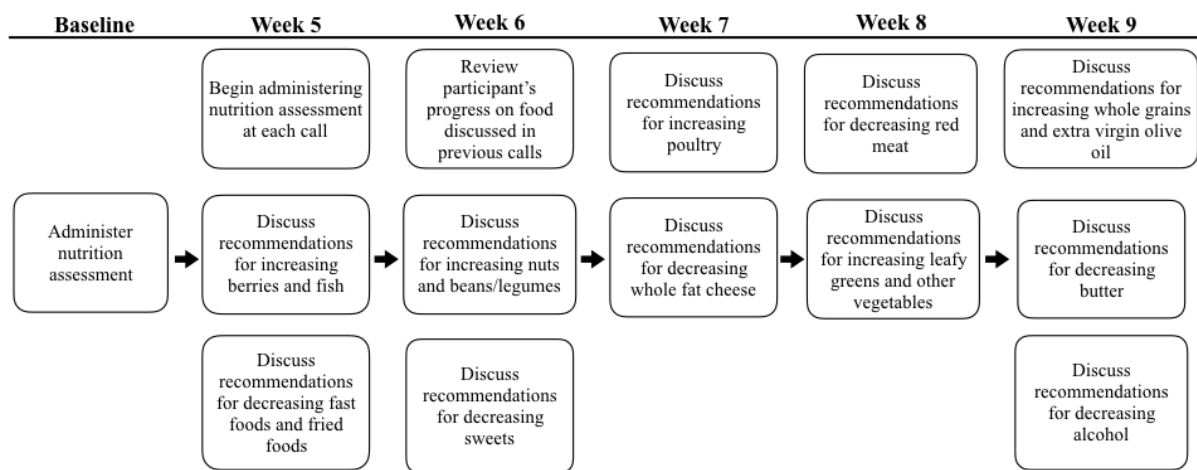 Baseline
Week 5
Week 6
Week 7
Week 8
Week 9
Begin administering
nutrition assessment
at each call
Review
participant's
progress on food
discussed in
previous calls
Discuss
recommendations
for increasing
poultry
Discuss
recommendations
for decreasing red
meat
Discuss
recommendations for
increasing whole grains
and extra virgin olive
oil
Administer
nutrition
assessment
Discuss
recommendations
for increasing
berries and fish
Discuss
recommendations
for increasing nuts
and beans/legumes
Discuss
recommendations
for decreasing
whole fat cheese
Discuss
recommendations
for increasing leafy
greens and other
vegetables
Discuss
recommendations
for decreasing
butter
Discuss
recommendations
for decreasing fast
foods and fried
foods
Discuss
recommendations
for decreasing
sweets
Discuss
recommendations
for decreasing
alcohol